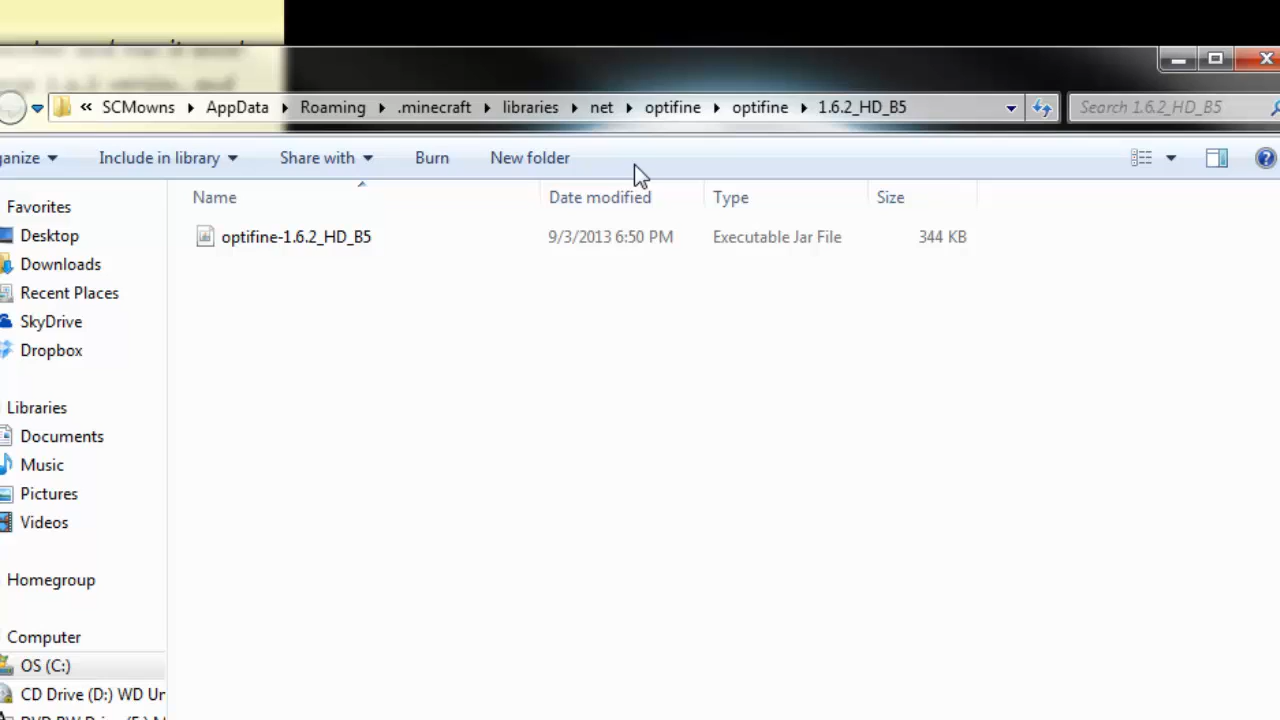 « SCMowns AppData Roaming .minecraft libraries net optifine optifine 1.6.2_HD_B5 Search 1.6.2_HD_B5
ganize Include in library Share with Burn New folder
Name Date modified Type Size
optifine-1.6.2_HD_B5 9/3/2013 6:50 PM Executable Jar File 344 KB
Favorites
Desktop
Downloads
Recent Places
SkyDrive
Dropbox
Libraries
Documents
Music
Pictures
Videos
Homegroup
Computer
OS (C:)
CD Drive (D:) WD Un